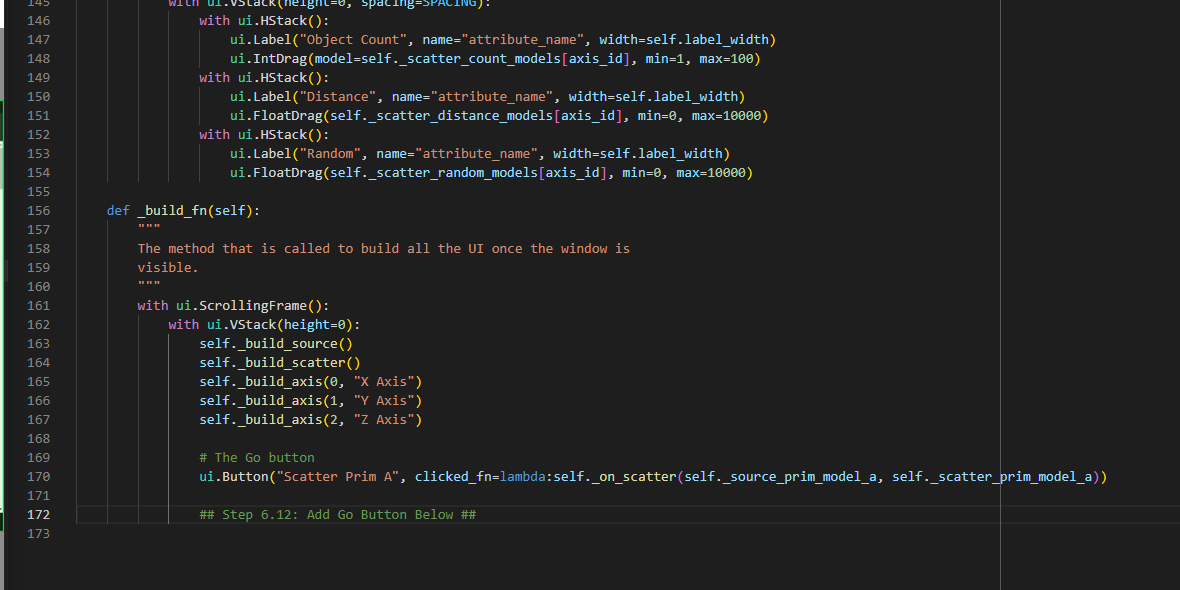 145 with ui.VStack(height=0, spacing=SPACING):
146 with ui.HStack():
147 ui.Label("Object Count", name="attribute_name", width=self.label_width)
148 ui.IntDrag(model=self._scatter_count_models[axis_id], min=1, max=100)
149 with ui.HStack():
150 ui.Label("Distance", name="attribute_name", width=self.label_width)
151 ui.FloatDrag(self._scatter_distance_models[axis_id], min=0, max=10000)
152 with ui.HStack():
153 ui.Label("Random", name="attribute_name", width=self.label_width)
154 ui.FloatDrag(self._scatter_random_models[axis_id], min=0, max=10000)
155
156 def _build_fn(self):
157 """
158 The method that is called to build all the UI once the window is
159 visible.
160 """
161 with ui.ScrollingFrame():
162 with ui.VStack(height=0):
163 self._build_source()
164 self._build_scatter()
165 self._build_axis(0, "X Axis")
166 self._build_axis(1, "Y Axis")
167 self._build_axis(2, "Z Axis")
168
169 # The Go button
170 ui.Button("Scatter Prim A", clicked_fn=lambda:self._on_scatter(self._source_prim_model_a, self._scatter_prim_model_a))
171
172 ## Step 6.12: Add Go Button Below ##
173